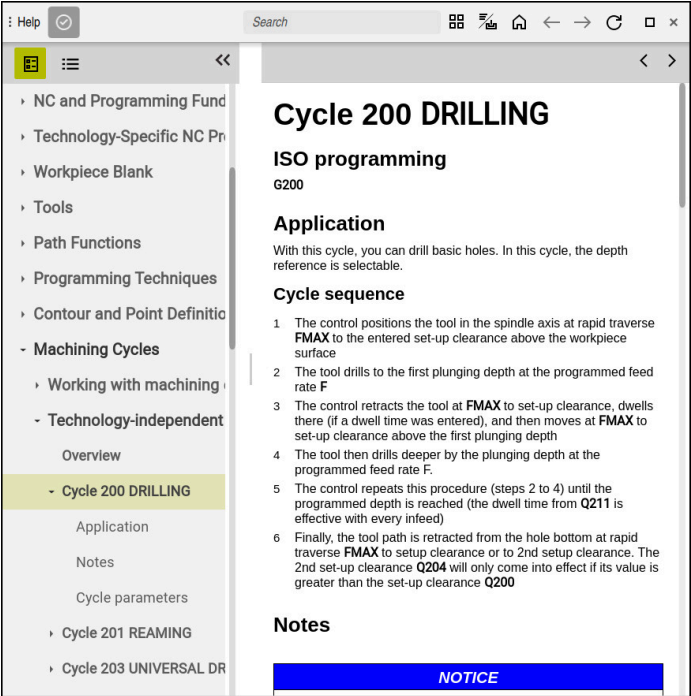 Help
Search
NC and Programming Fund
Technology-Specific NC Pr
Workpiece Blank
Tools
Path Functions
Programming Techniques
Contour and Point Definitio
Machining Cycles
Working with machining
Technology-independent
Overview
Cycle 200 DRILLING
Application
Notes
Cycle parameters
Cycle 201 REAMING
Cycle 203 UNIVERSAL DR
Cycle 200 DRILLING
ISO programming
G200
Application
With this cycle, you can drill basic holes. In this cycle, the depth
reference is selectable.
Cycle sequence
1 The control positions the tool in the spindle axis at rapid traverse
FMAX to the entered set-up clearance above the workpiece
surface
2 The tool drills to the first plunging depth at the programmed feed
rate F
3 The control retracts the tool at FMAX to set-up clearance, dwells
there (if a dwell time was entered), and then moves at FMAX to
set-up clearance above the first plunging depth
4 The tool then drills deeper by the plunging depth at the
programmed feed rate F.
5 The control repeats this procedure (steps 2 to 4) until the
programmed depth is reached (the dwell time from Q211 is
effective with every infeed)
6 Finally, the tool path is retracted from the hole bottom at rapid
traverse FMAX to setup clearance or to 2nd setup clearance. The
2nd set-up clearance Q204 will only come into effect if its value is
greater than the set-up clearance Q200
Notes
NOTICE